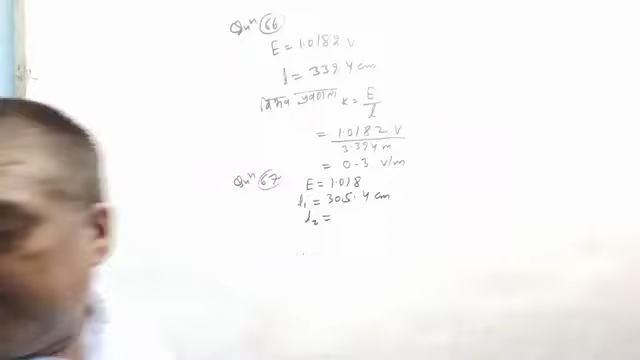 Qun 66
E = 1.0182 V
l = 339.4 cm
विभव प्रवणता K = E/l
= 1.0182 V / 3.394 m
= 0.3 V/m
Qun 67 E = 1.018
l₁ = 305.4 cm
l₂ =